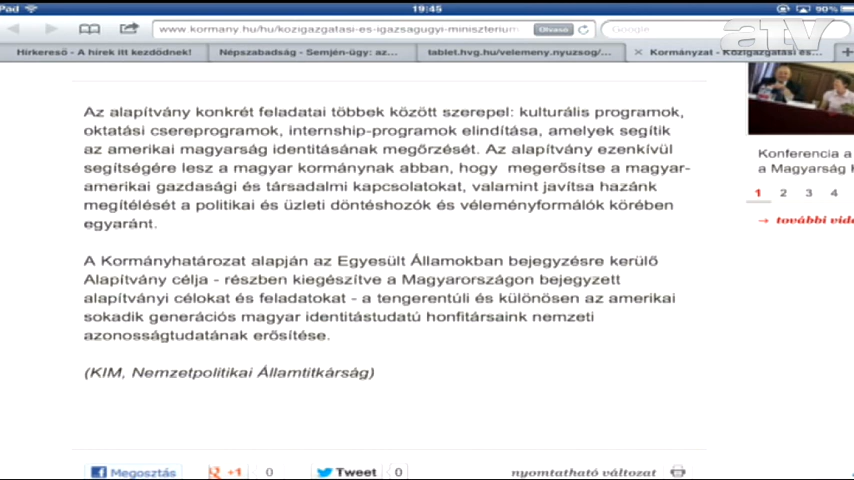 Pad
19:45
90%
atv
www.kormany.hu/hu/kozigazgatasi-es-igazsagugyi-miniszterium
Olvasó
Google
Hírkereső - A hírek itt kezdődnek!
Népszabadság - Semjén-ügy: az...
tablet.hvg.hu/velemeny.nyuzsog/...
Kormányzat - Közigazgatási és...
Az alapítvány konkrét feladatai többek között szerepel: kulturális programok,
oktatási csereprogramok, internship-programok elindítása, amelyek segítik
az amerikai magyarság identitásának megőrzését. Az alapítvány ezenkívül
segítségére lesz a magyar kormánynak abban, hogy megerősítse a magyar-
amerikai gazdasági és társadalmi kapcsolatokat, valamint javítsa hazánk
megítélését a politikai és üzleti döntéshozók és véleményformálók körében
egyaránt.
A Kormányhatározat alapján az Egyesült Államokban bejegyzésre kerülő
Alapítvány célja - részben kiegészítve a Magyarországon bejegyzett
alapítványi célokat és feladatokat - a tengerentúli és különösen az amerikai
sokadik generációs magyar identitástudatú honfitársaink nemzeti
azonosságtudatának erősítése.
(KIM, Nemzetpolitikai Államtitkárság)
Konferencia a
a Magyarság
1 2 3 4
→ további vide
Megosztás
+1
0
Tweet
0
nyomtatható változat